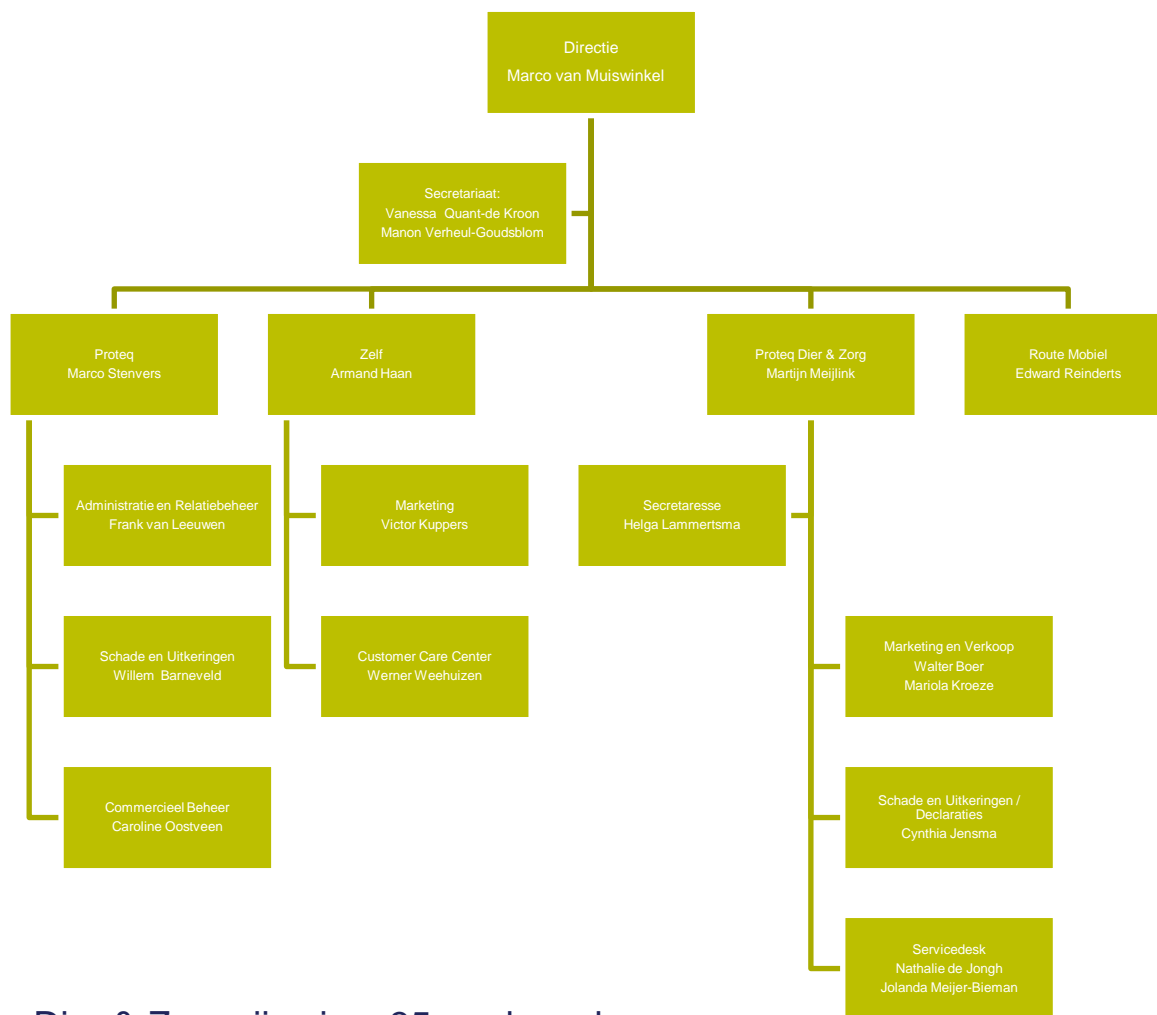 Directie
Marco van Muiswinkel
Secretariaat:
Vanessa Quant-de Kroon
Manon Verheul-Goudsblom
Proteq
Marco Stenvers
Zelf
Armand Haan
Proteq Dier & Zorg
Martijn Meijlink
Route Mobiel
Edward Reinderts
Administratie en Relatiebeheer
Frank van Leeuwen
Marketing
Victor Kuppers
Secretaresse
Helga Lammertsma
Schade en Uitkeringen
Willem Barneveld
Customer Care Center
Werner Weehuizen
Marketing en Verkoop
Walter Boer
Mariola Kroeze
Commercieel Beheer
Caroline Oostveen
Schade en Uitkeringen /
Declaraties
Cynthia Jensma
Servicedesk
Nathalie de Jongh
Jolanda Meijer-Bieman